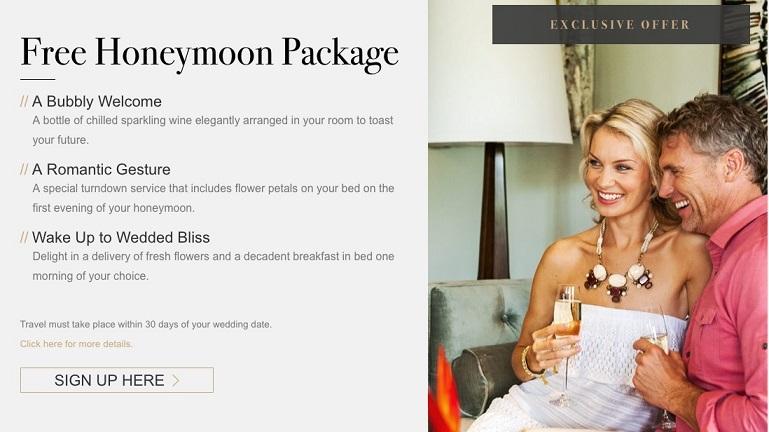 EXCLUSIVE OFFER
Free Honeymoon Package
// A Bubbly Welcome
A bottle of chilled sparkling wine elegantly arranged in your room to toast
your future.
// A Romantic Gesture
A special turndown service that includes flower petals on your bed on the
first evening of your honeymoon.
// Wake Up to Wedded Bliss
Delight in a delivery of fresh flowers and a decadent breakfast in bed one
morning of your choice.
Travel must take place within 30 days of your wedding date.
Click here for more details.
SIGN UP HERE >